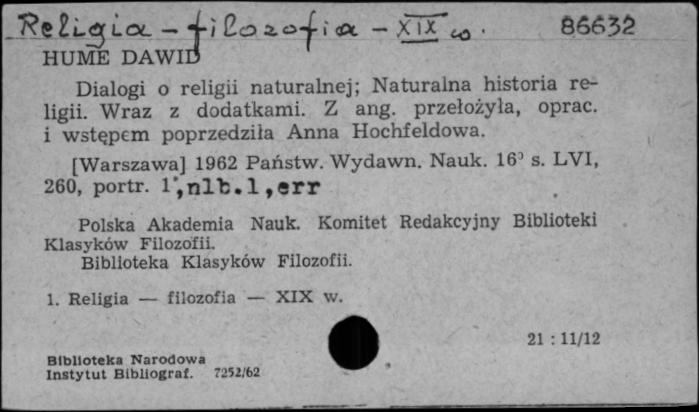 Religia - filozofia - XIX w. 86632
HUME DAWID
Dialogi o religii naturalnej; Naturalna historia re-
ligii. Wraz z dodatkami. Z ang. przełożyła, oprac.
i wstępem poprzedziła Anna Hochfeldowa.
[Warszawa] 1962 Państw. Wydawn. Nauk. 16° s. LVI,
260, portr. 1,nlb.1,err
Polska Akademia Nauk. Komitet Redakcyjny Biblioteki
Klasyków Filozofii.
Biblioteka Klasyków Filozofii.
1. Religia — filozofia — XIX w.
21 : 11/12
Biblioteka Narodowa
Instytut Bibliograf. 7252/62